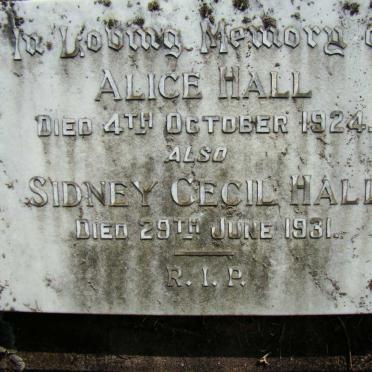 In Loving Memory o
ALICE HALL
DIED 4TH OCTOBER 1924.
ALSO
SIDNEY CECIL HALL
DIED 29TH JUNE 1931.
R.I.P.